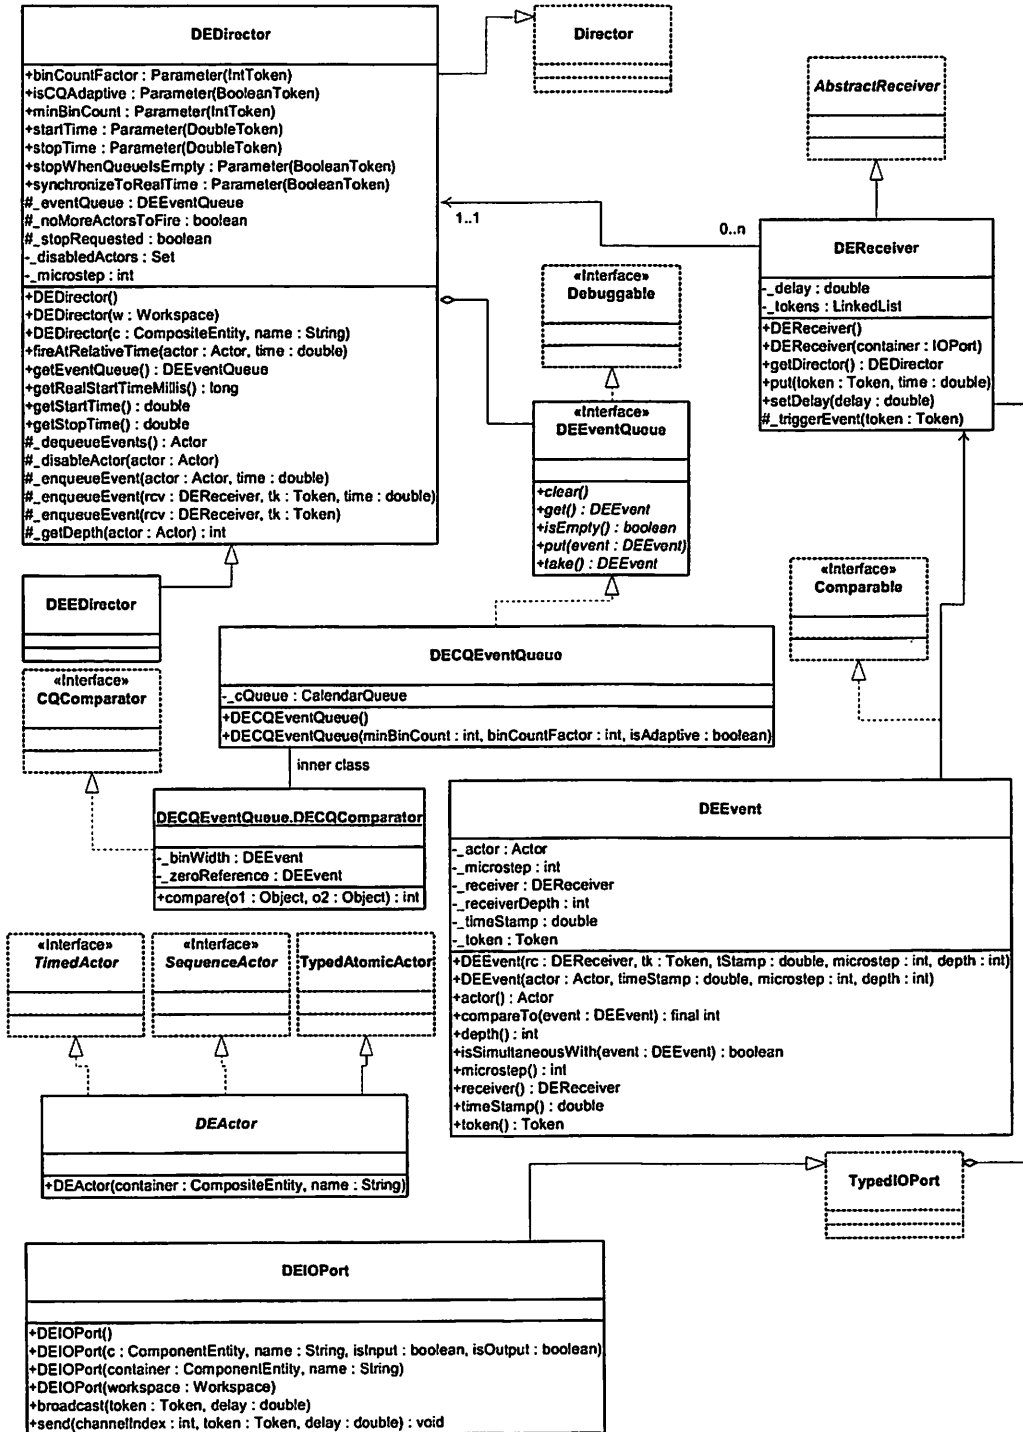 DEDirector
+binCountFactor : Parameter(IntToken)
+isCQAdaptive : Parameter(BooleanToken)
+minBinCount : Parameter(IntToken)
+startTime : Parameter(DoubleToken)
+stopTime : Parameter(DoubleToken)
+stopWhenQueueIsEmpty : Parameter(BooleanToken)
+synchronizeToRealTime : Parameter(BooleanToken)
#_eventQueue : DEEventQueue
#_noMoreActorsToFire : boolean
#_stopRequested : boolean
-_disabledActors : Set
-_microstep : int
+DEDirector()
+DEDirector(w : Workspace)
+DEDirector(c : CompositeEntity, name : String)
+fireAtRelativeTime(actor : Actor, time : double)
+getEventQueue() : DEEventQueue
+getRealStartTimeMillis() : long
+getStartTime() : double
+getStopTime() : double
#_dequeueEvents() : Actor
#_disableActor(actor : Actor)
#_enqueueEvent(actor : Actor, time : double)
#_enqueueEvent(rcv : DEReceiver, tk : Token, time : double)
#_enqueueEvent(rcv : DEReceiver, tk : Token)
#_getDepth(actor : Actor) : int
Director
AbstractReceiver
1..1
0..n
DEReceiver
-_delay : double
-_tokens : LinkedList
+DEReceiver()
+DEReceiver(container : IOPort)
+getDirector() : DEDirector
+put(token : Token, time : double)
+setDelay(delay : double)
#_triggerEvent(token : Token)
«Interface»
Debuggable
«Interface»
DEEventQueue
+clear()
+get() : DEEvent
+isEmpty() : boolean
+put(event : DEEvent)
+take() : DEEvent
«Interface»
Comparable
DEEDirector
«Interface»
CQComparator
DECQEventQueue
-_cQueue : CalendarQueue
+DECQEventQueue()
+DECQEventQueue(minBinCount : int, binCountFactor : int, isAdaptive : boolean)
inner class
DECQEventQueue.DECQComparator
-_binWidth : DEEvent
-_zeroReference : DEEvent
+compare(o1 : Object, o2 : Object) : int
DEEvent
-_actor : Actor
-_microstep : int
-_receiver : DEReceiver
-_receiverDepth : int
-_timeStamp : double
-_token : Token
+DEEvent(rc : DEReceiver, tk : Token, tStamp : double, microstep : int, depth : int)
+DEEvent(actor : Actor, timeStamp : double, microstep : int, depth : int)
+actor() : Actor
+compareTo(event : DEEvent) : final int
+depth() : int
+isSimultaneousWith(event : DEEvent) : boolean
+microstep() : int
+receiver() : DEReceiver
+timeStamp() : double
+token() : Token
«Interface»
TimedActor
«Interface»
SequenceActor
TypedAtomicActor
DEActor
+DEActor(container : CompositeEntity, name : String)
TypedIOPort
DEIOPort
+DEIOPort()
+DEIOPort(c : ComponentEntity, name : String, isInput : boolean, isOutput : boolean)
+DEIOPort(container : ComponentEntity, name : String)
+DEIOPort(workspace : Workspace)
+broadcast(token : Token, delay : double)
+send(channelIndex : int, token : Token, delay : double) : void